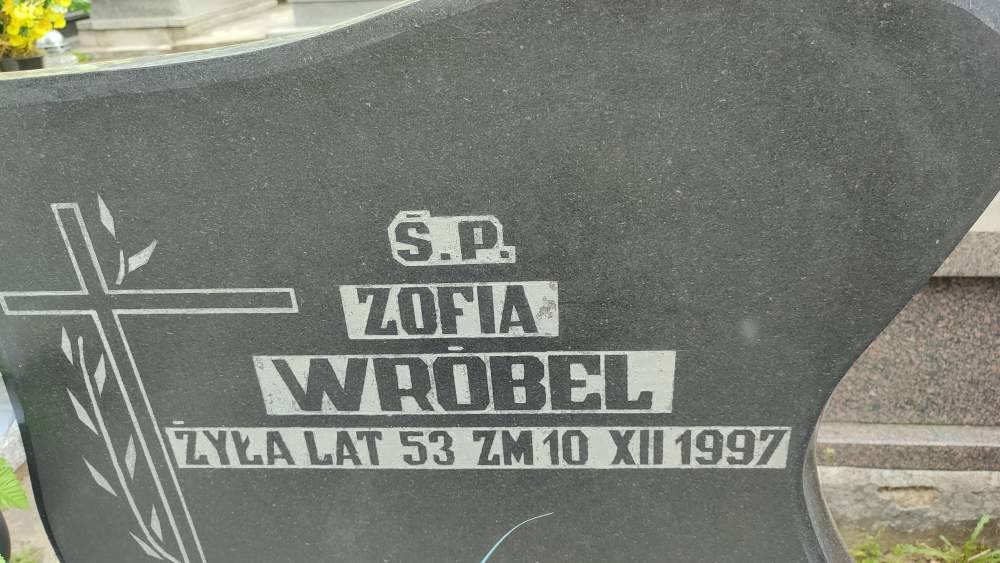 Ś.P.
ZOFIA
WRÓBEL
ŻYŁA LAT 53 ZM 10 XII 1997